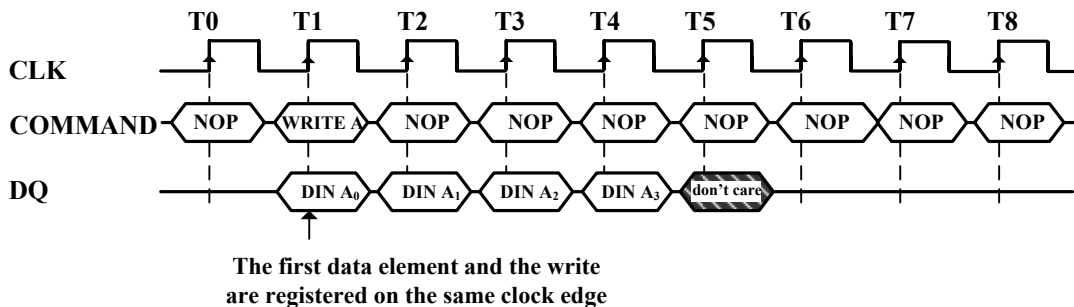 T0 T1 T2 T3 T4 T5 T6 T7 T8
CLK
COMMAND NOP WRITE A NOP NOP NOP NOP NOP NOP NOP
DQ DIN A₀ DIN A₁ DIN A₂ DIN A₃ don't care
The first data element and the write
are registered on the same clock edge